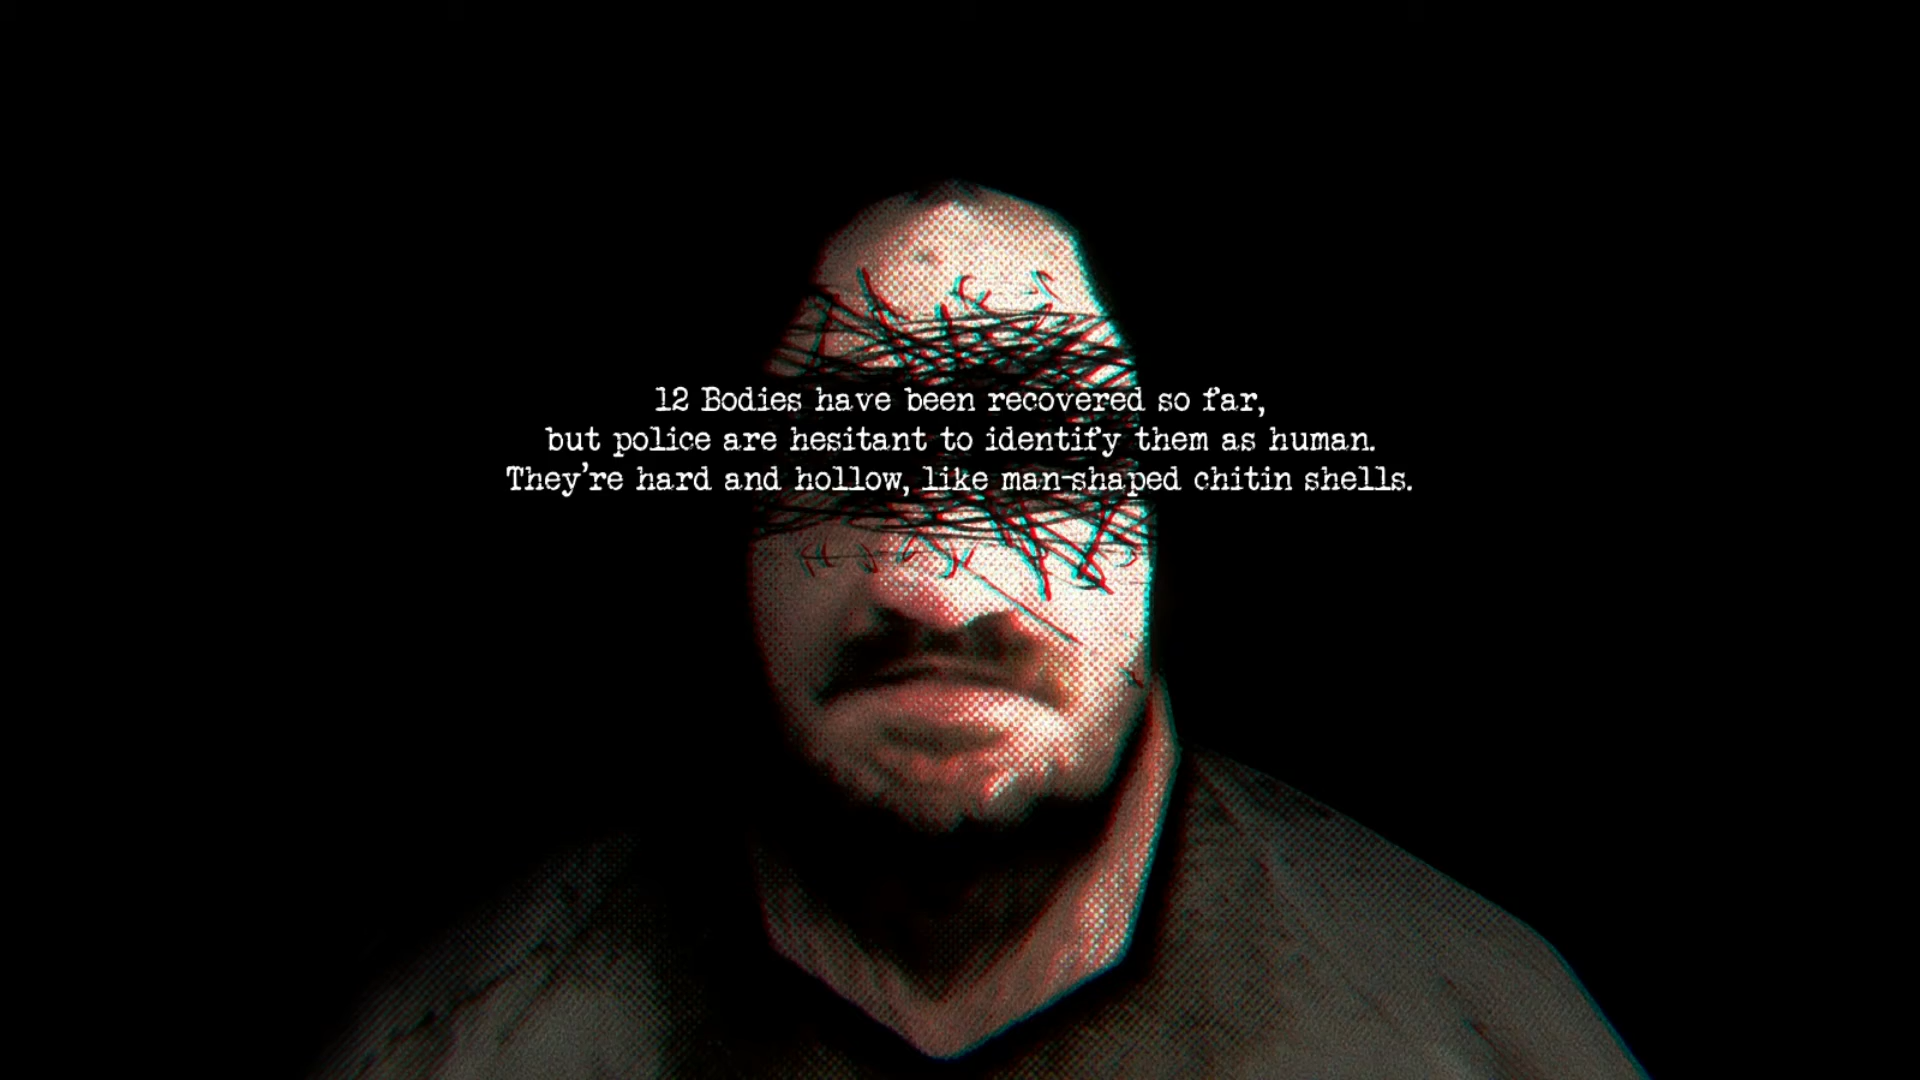 12 Bodies have been recovered so far,
but police are hesitant to identify them as human.
They're hard and hollow, like man-shaped chitin shells.